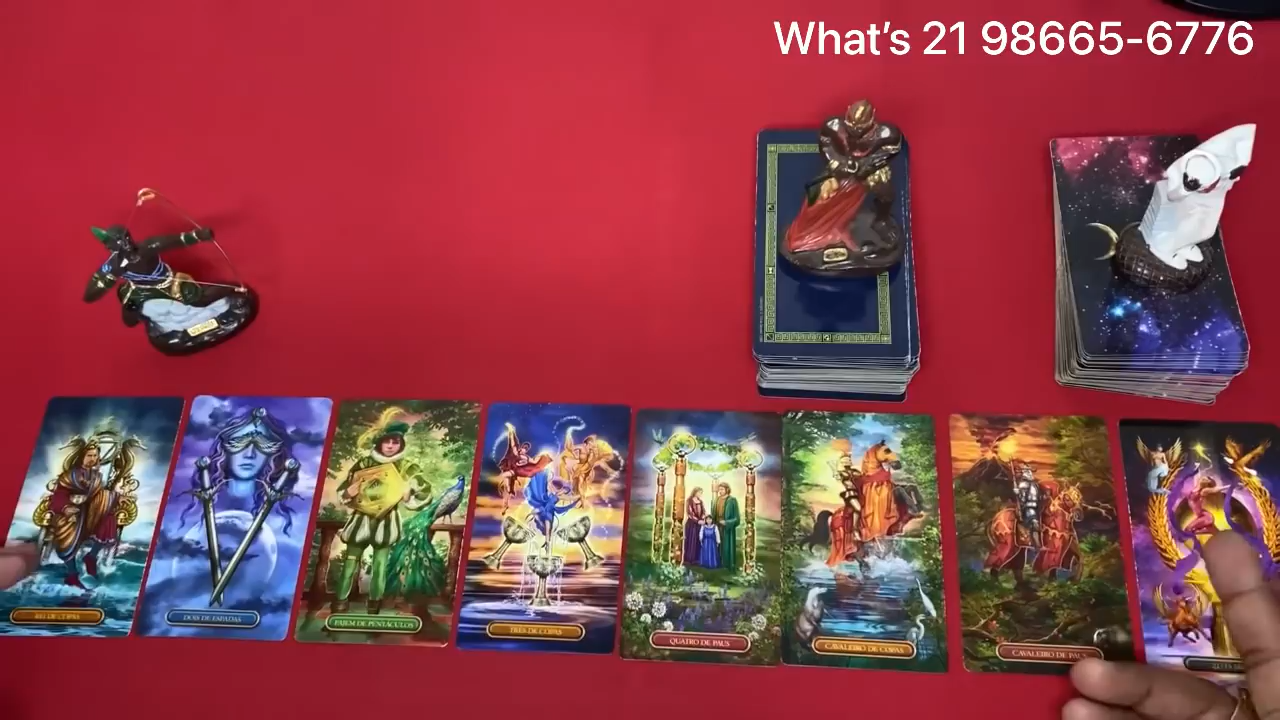 What's 21 98665-6776
REI DE COPAS
DOIS DE ESPADAS
PAJEM DE PENTÁCULOS
TRÊS DE COPAS
QUATRO DE PAUS
CAVALEIRO DE COPAS
CAVALEIRO DE PAUS